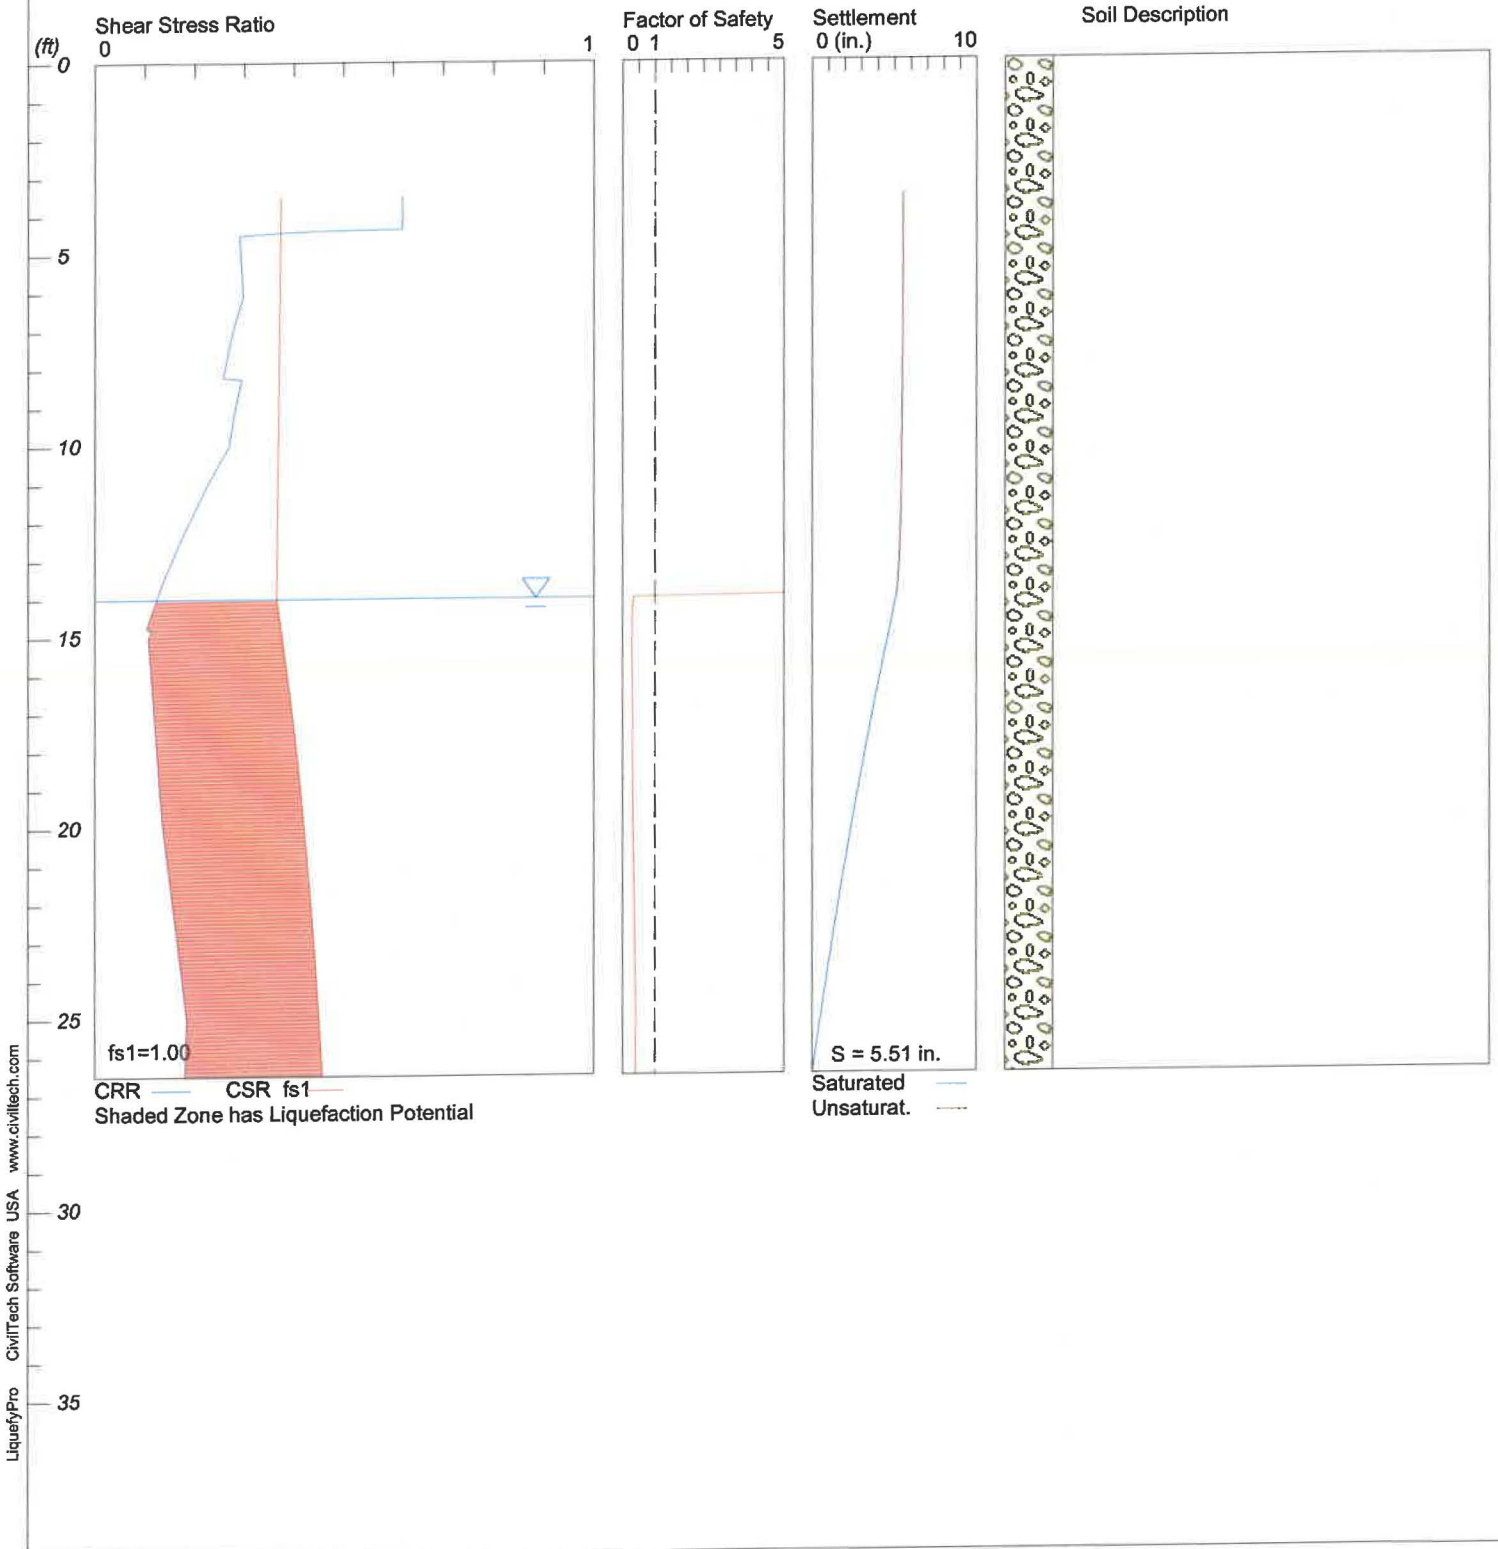 Shear Stress Ratio
Factor of Safety
Settlement
Soil Description
(ft)
0 1
0 1 5
0 (in.) 10
0
5
10
15
20
25
30
35
fs1=1.00
S = 5.51 in.
CRR CSR fs1
Shaded Zone has Liquefaction Potential
Saturated
Unsaturat.
LiquefyPro CivilTech Software USA www.civiltech.com